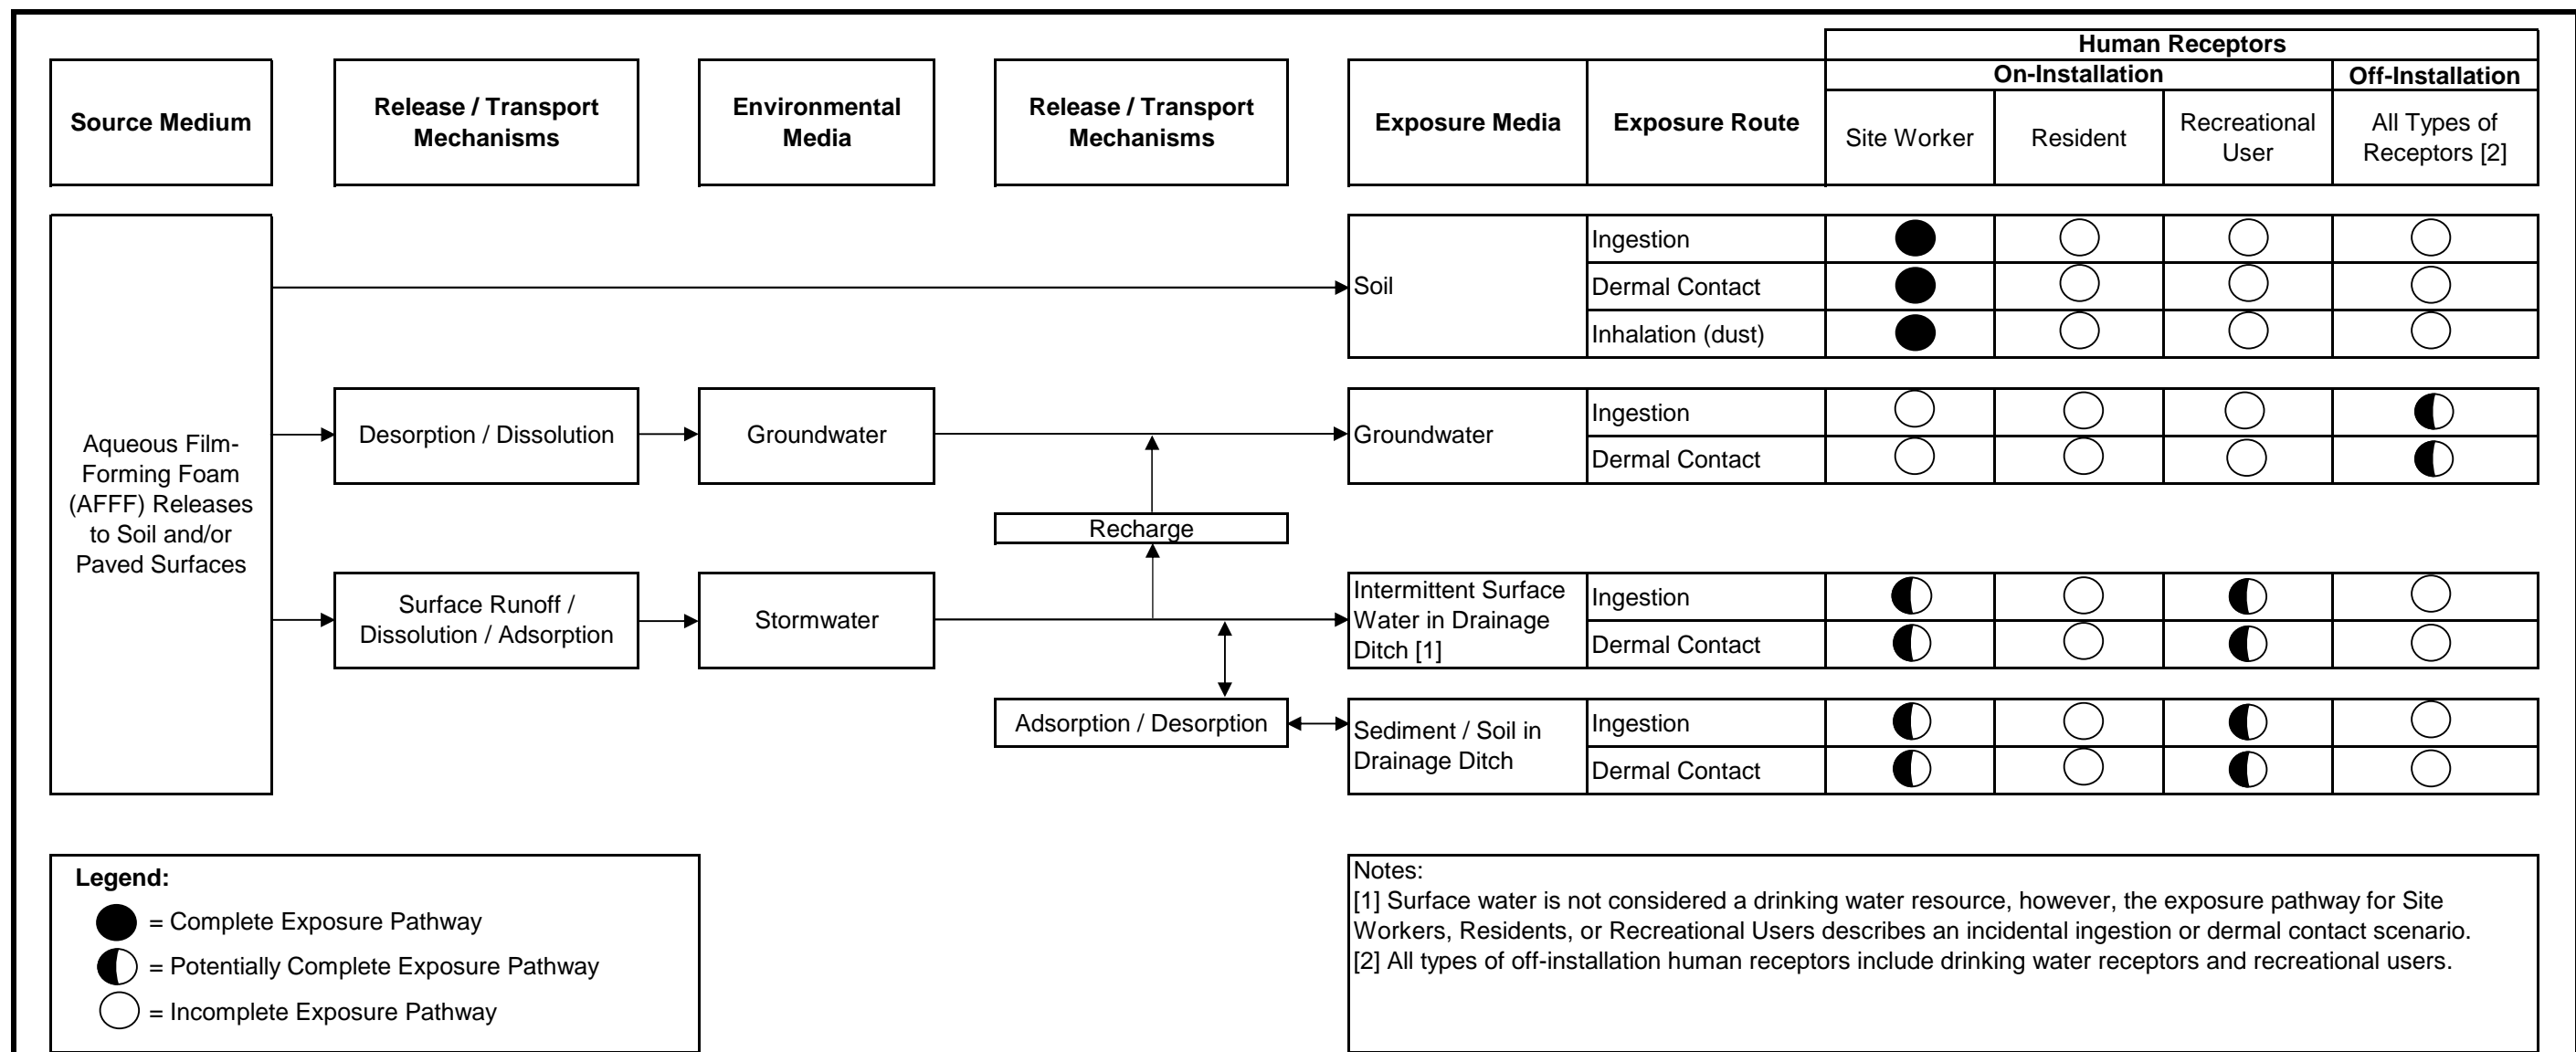 Human Receptors
On-Installation
Off-Installation
Source Medium
Release / Transport
Mechanisms
Environmental
Media
Release / Transport
Mechanisms
Exposure Media
Exposure Route
Site Worker
Resident
Recreational
User
All Types of
Receptors [2]
Aqueous Film-
Forming Foam
(AFFF) Releases
to Soil and/or
Paved Surfaces
Soil
Ingestion
Dermal Contact
Inhalation (dust)
Desorption / Dissolution
Groundwater
Groundwater
Ingestion
Dermal Contact
Recharge
Surface Runoff /
Dissolution / Adsorption
Stormwater
Intermittent Surface
Water in Drainage
Ditch [1]
Ingestion
Dermal Contact
Adsorption / Desorption
Sediment / Soil in
Drainage Ditch
Ingestion
Dermal Contact
Legend:
= Complete Exposure Pathway
= Potentially Complete Exposure Pathway
= Incomplete Exposure Pathway
Notes:
[1] Surface water is not considered a drinking water resource, however, the exposure pathway for Site
Workers, Residents, or Recreational Users describes an incidental ingestion or dermal contact scenario.
[2] All types of off-installation human receptors include drinking water receptors and recreational users.